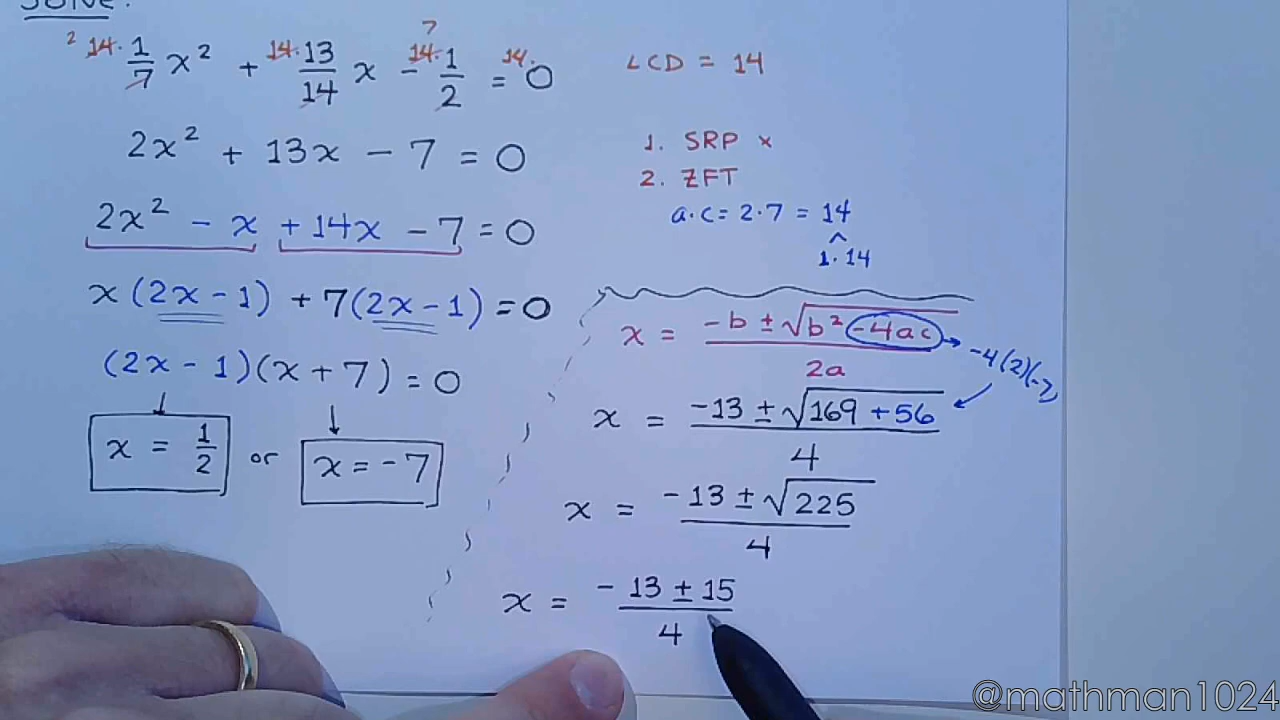 SOLVE:
2 14· 1/7 x² + 14· 13/14 x - 7 14· 1/2 = 14· 0
2x² + 13x - 7 = 0
2x² - x + 14x - 7 = 0
x(2x - 1) + 7(2x - 1) = 0
(2x - 1)(x + 7) = 0
x = 1/2 or x = -7
LCD = 14
1. SRP ×
2. ZFT
a·c = 2·7 = 14
1·14
x = -b ± √b² - 4ac / 2a → -4(2)(-7
x = -13 ± √169 + 56 / 4
x = -13 ± √225 / 4
x = -13 ± 15 / 4
@mathman1024